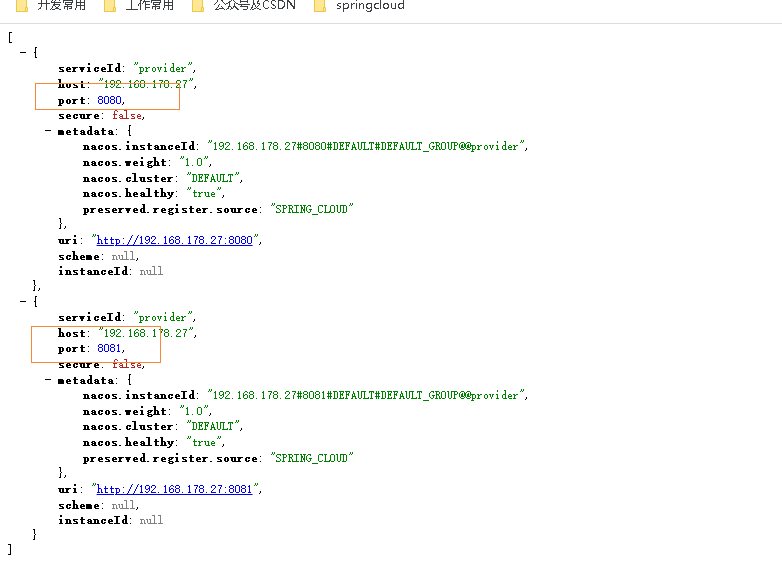 开发常用 工作常用 公众号及CSDN springcloud
[
− {
serviceId: "provider",
host: "192.168.178.27",
port: 8080,
secure: false,
− metadata: {
nacos.instanceId: "192.168.178.27#8080#DEFAULT#DEFAULT_GROUP@@provider",
nacos.weight: "1.0",
nacos.cluster: "DEFAULT",
nacos.healthy: "true",
preserved.register.source: "SPRING_CLOUD"
},
uri: "http://192.168.178.27:8080",
scheme: null,
instanceId: null
},
− {
serviceId: "provider",
host: "192.168.178.27",
port: 8081,
secure: false,
− metadata: {
nacos.instanceId: "192.168.178.27#8081#DEFAULT#DEFAULT_GROUP@@provider",
nacos.weight: "1.0",
nacos.cluster: "DEFAULT",
nacos.healthy: "true",
preserved.register.source: "SPRING_CLOUD"
},
uri: "http://192.168.178.27:8081",
scheme: null,
instanceId: null
}
]